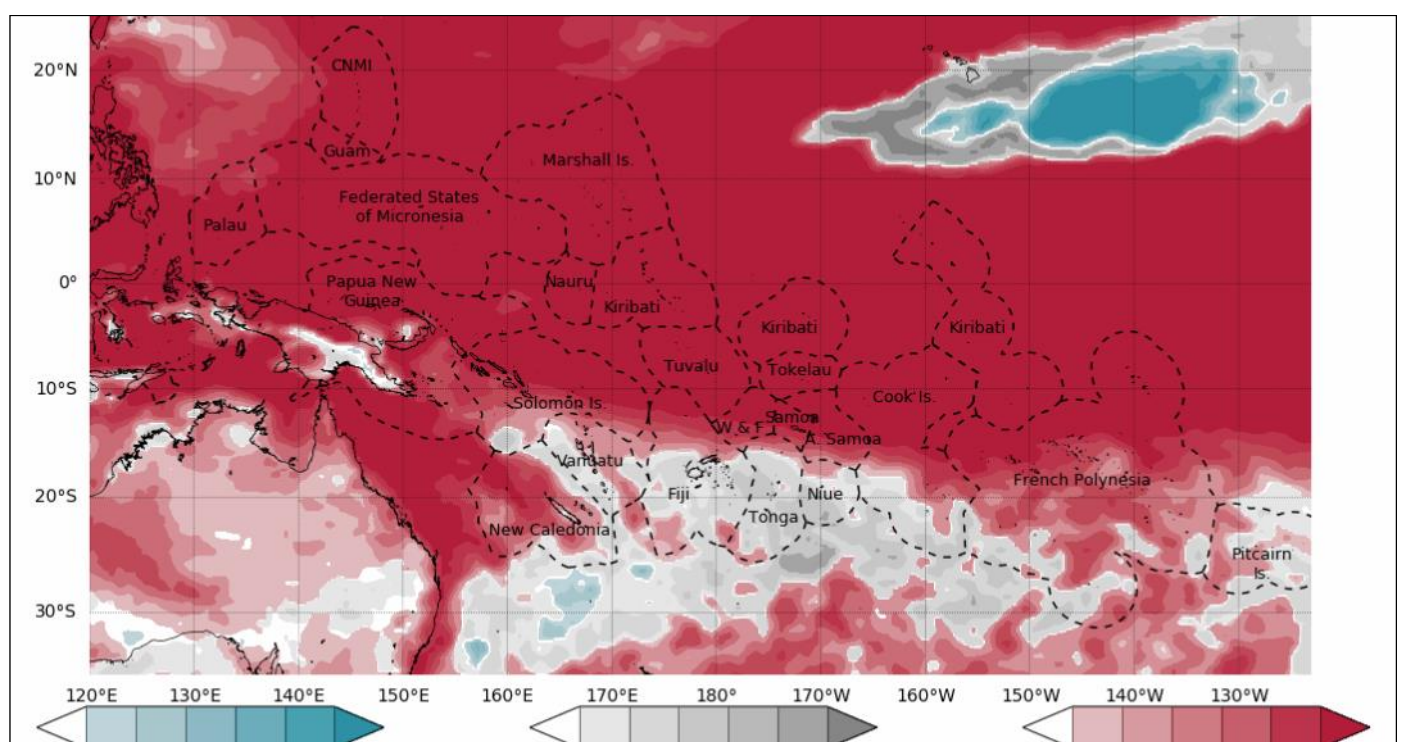 20°N
10°N
0°
10°S
20°S
30°S
CNMI
Guam
Marshall Is.
Federated States
of Micronesia
Palau
Papua New
Guinea
Nauru
Kiribati
Kiribati
Kiribati
Tuvalu
Tokelau
Cook Is.
Solomon Is.
W & F
Samoa
A. Samoa
Vanuatu
Fiji
Niue
French Polynesia
Tonga
New Caledonia
Pitcairn
Is.
120°E 130°E 140°E 150°E 160°E 170°E 180° 170°W 160°W 150°W 140°W 130°W